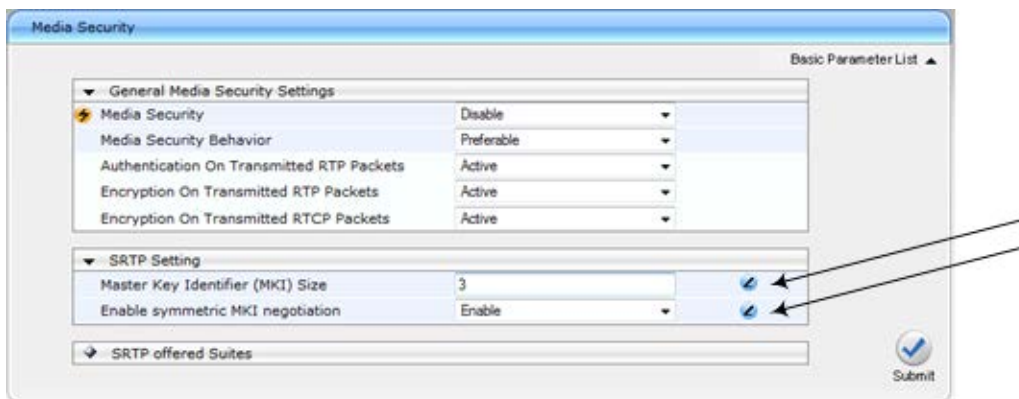 Media Security
Basic Parameter List
General Media Security Settings
Media Security Disable
Media Security Behavior Preferable
Authentication On Transmitted RTP Packets Active
Encryption On Transmitted RTP Packets Active
Encryption On Transmitted RTCP Packets Active
SRTP Setting
Master Key Identifier (MKI) Size 3
Enable symmetric MKI negotiation Enable
SRTP offered Suites
Submit